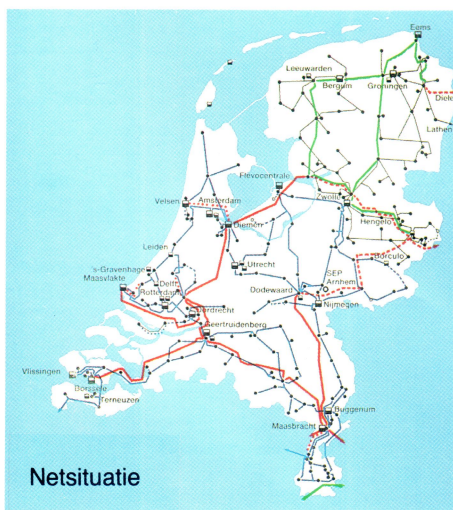 Eems
Leeuwarden
Bergum
Groningen
Diele
Lathen
Flevocentrale
Zwolle
Velsen
Amsterdam
Diemen
Hengelo
Leiden
Utrecht
Borculo
's-Gravenhage
Maasvlakte
Delft
Rotterdam
SEP
Arnhem
Dodewaard
Nijmegen
Dordrecht
Geertruidenberg
Vlissingen
Borssele
Terneuzen
Buggenum
Maasbracht
Netsituatie